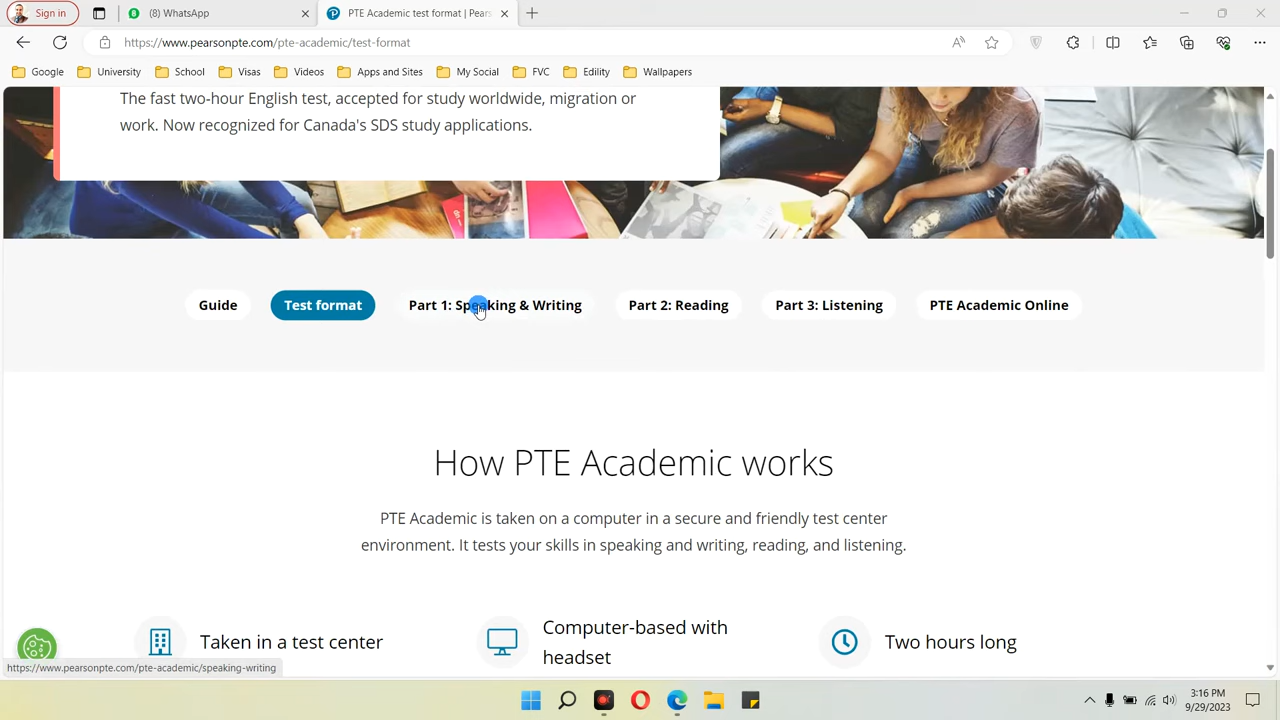 Sign in
(8) WhatsApp
PTE Academic test format | Pears
https://www.pearsonpte.com/pte-academic/test-format
Google University School Visas Videos Apps and Sites My Social FVC Edility Wallpapers
The fast two-hour English test, accepted for study worldwide, migration or
work. Now recognized for Canada's SDS study applications.
Guide
Test format
Part 1: Speaking & Writing
Part 2: Reading
Part 3: Listening
PTE Academic Online
How PTE Academic works
PTE Academic is taken on a computer in a secure and friendly test center
environment. It tests your skills in speaking and writing, reading, and listening.
Taken in a test center
Computer-based with
headset
Two hours long
https://www.pearsonpte.com/pte-academic/speaking-writing
3:16 PM
9/29/2023